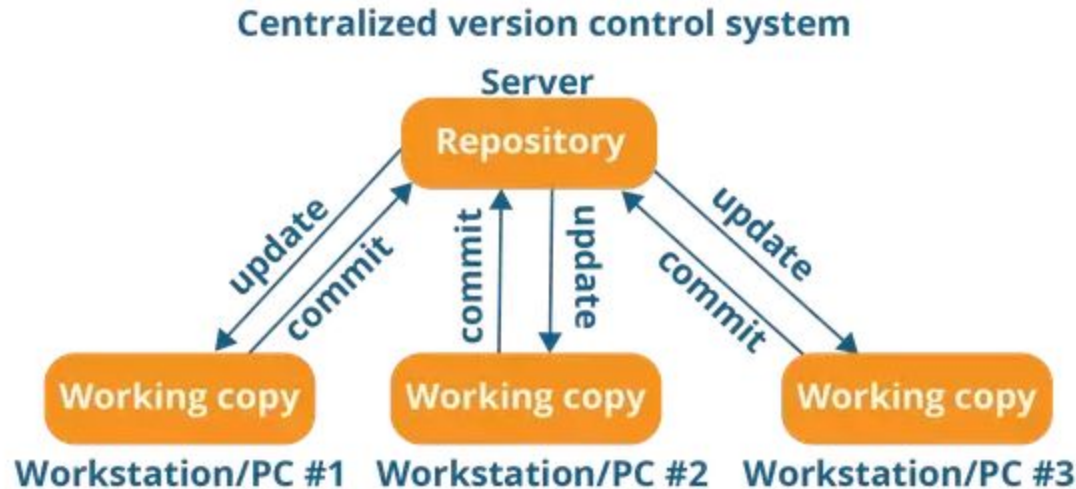 Centralized version control system
Server
Repository
update
commit
commit
update
commit
update
Working copy
Working copy
Working copy
Workstation/PC #1
Workstation/PC #2
Workstation/PC #3